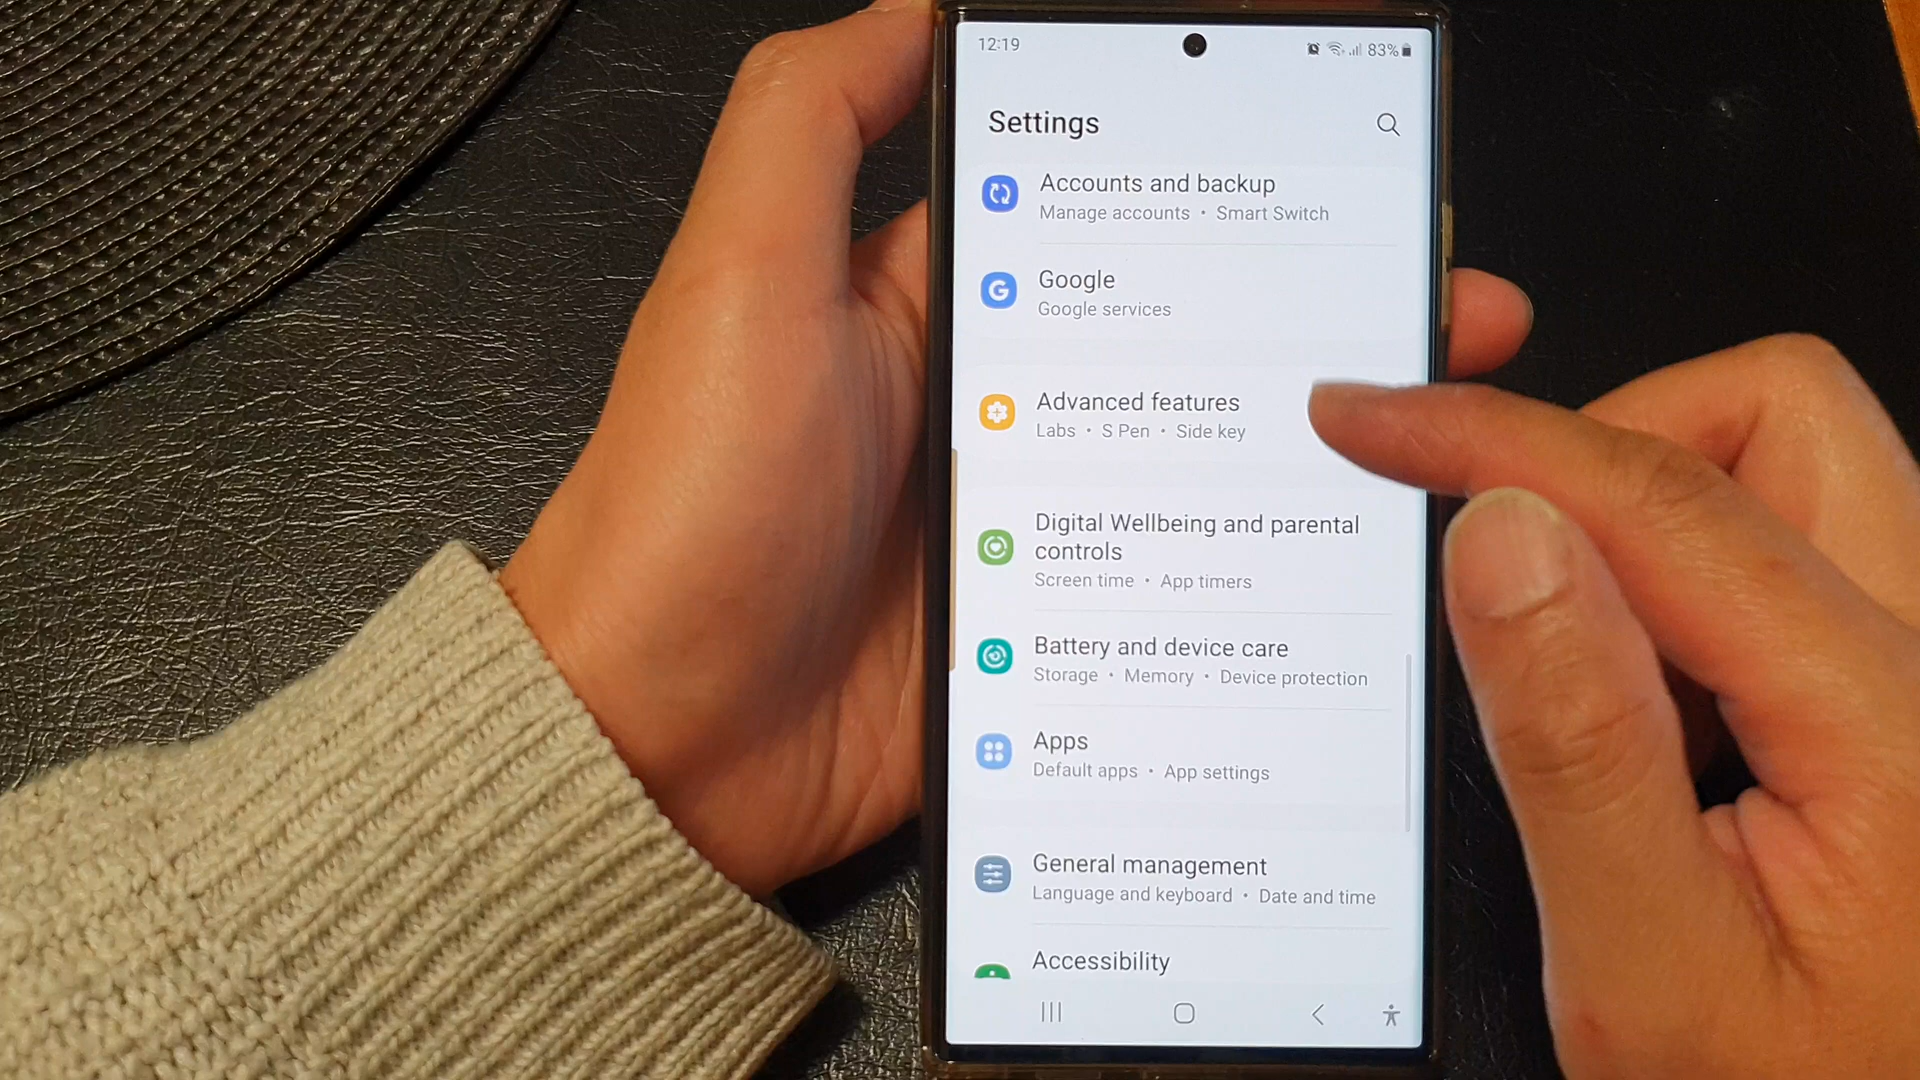 12:19
83%
Settings
Accounts and backup
Manage accounts • Smart Switch
G
Google
Google services
Advanced features
Labs • S Pen • Side key
Digital Wellbeing and parental
controls
Screen time • App timers
Battery and device care
Storage • Memory • Device protection
Apps
Default apps • App settings
General management
Language and keyboard • Date and time
Accessibility